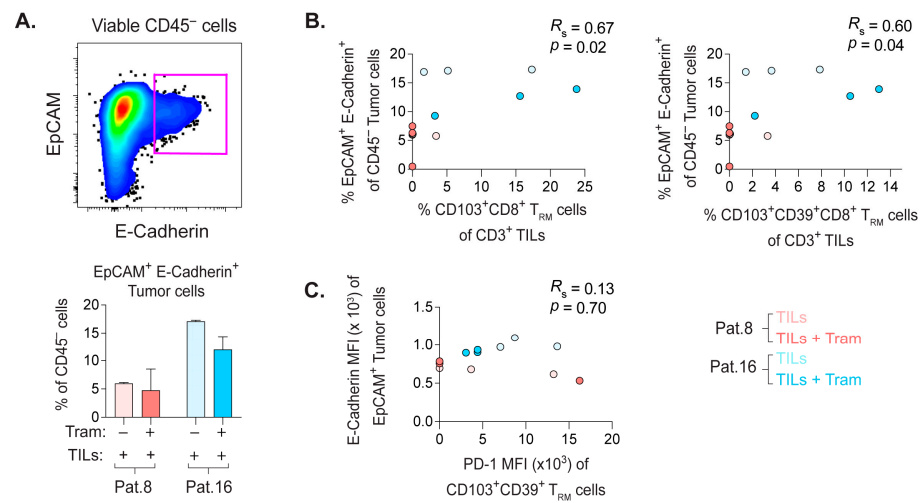 A.
Viable CD45⁻ cells
EpCAM
E-Cadherin
EpCAM⁺ E-Cadherin⁺
Tumor cells
% of CD45⁻ cells
20
15
10
5
0
Tram: − + − +
TILs: + + + +
Pat.8 Pat.16
B.
Rₛ = 0.67
p = 0.02
% EpCAM⁺ E-Cadherin⁺
of CD45⁻ Tumor cells
20
15
10
5
0
0 5 10 15 20 25
% CD103⁺CD8⁺ T_RM cells
of CD3⁺ TILs
Rₛ = 0.60
p = 0.04
% EpCAM⁺ E-Cadherin⁺
of CD45⁻ Tumor cells
20
15
10
5
0
0 2 4 6 8 10 12 14
% CD103⁺CD39⁺CD8⁺ T_RM cells
of CD3⁺ TILs
C.
Rₛ = 0.13
p = 0.70
E-Cadherin MFI (x 10³) of
EpCAM⁺ Tumor cells
1.5
1.0
0.5
0.0
0 5 10 15 20
PD-1 MFI (x10³) of
CD103⁺CD39⁺ T_RM cells
Pat.8
TILs
TILs + Tram
Pat.16
TILs
TILs + Tram